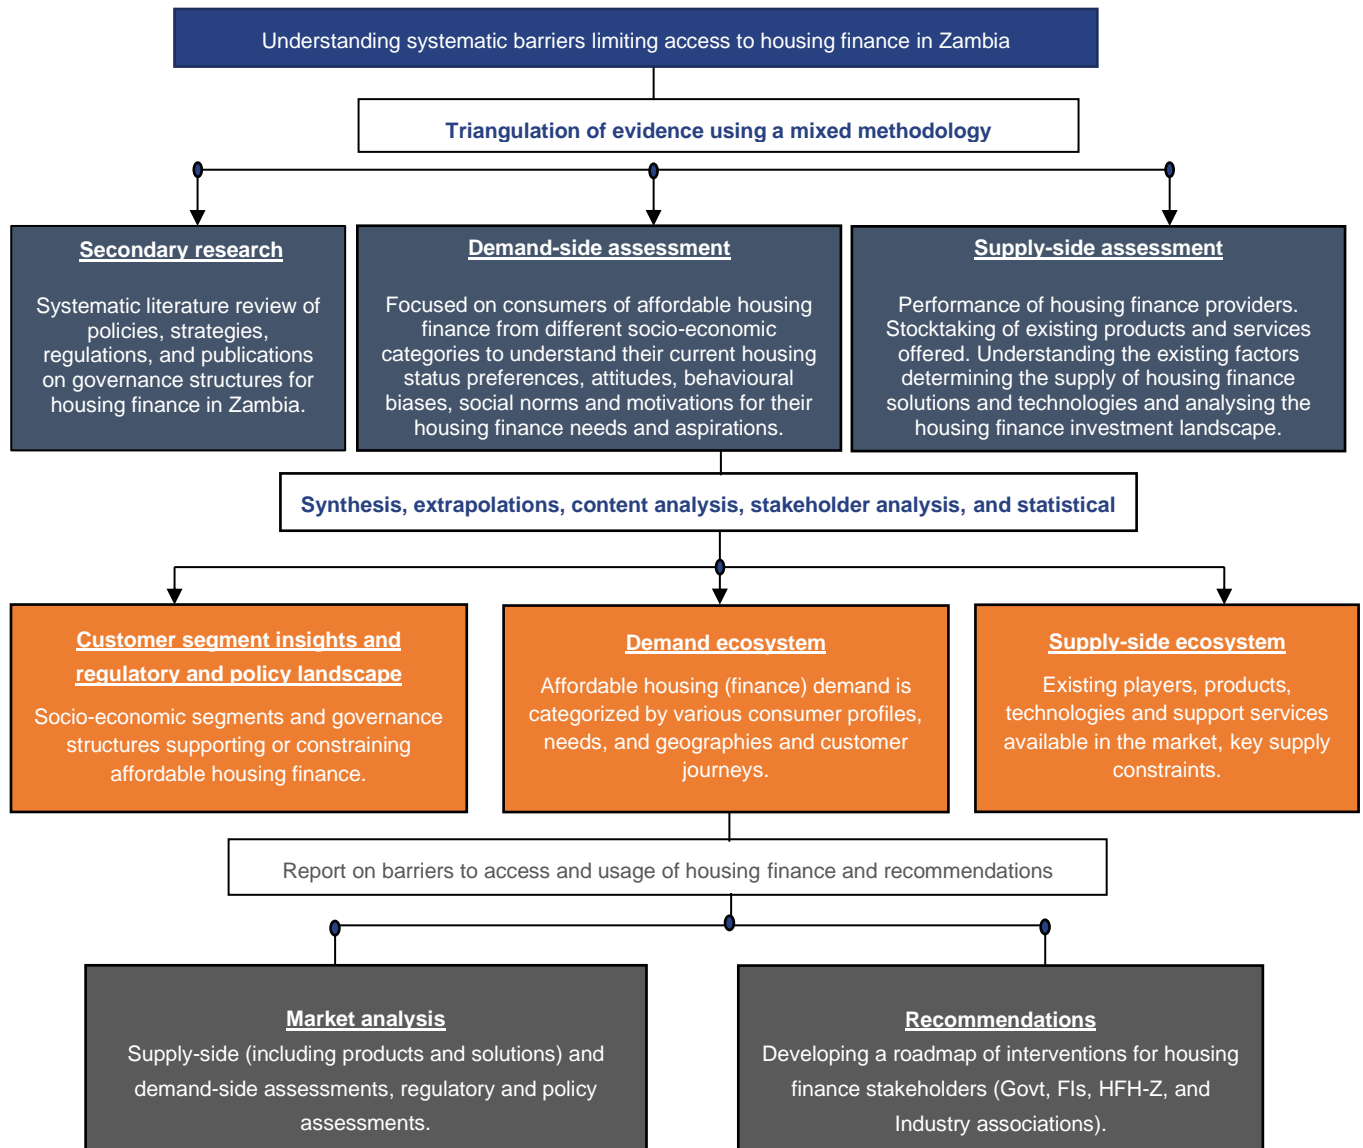 Understanding systematic barriers limiting access to housing finance in Zambia
Triangulation of evidence using a mixed methodology
Secondary research
Systematic literature review of
policies, strategies,
regulations, and publications
on governance structures for
housing finance in Zambia.
Demand-side assessment
Focused on consumers of affordable housing
finance from different socio-economic
categories to understand their current housing
status preferences, attitudes, behavioural
biases, social norms and motivations for their
housing finance needs and aspirations.
Supply-side assessment
Performance of housing finance providers.
Stocktaking of existing products and services
offered. Understanding the existing factors
determining the supply of housing finance
solutions and technologies and analysing the
housing finance investment landscape.
Synthesis, extrapolations, content analysis, stakeholder analysis, and statistical
Customer segment insights and
regulatory and policy landscape
Socio-economic segments and governance
structures supporting or constraining
affordable housing finance.
Demand ecosystem
Affordable housing (finance) demand is
categorized by various consumer profiles,
needs, and geographies and customer
journeys.
Supply-side ecosystem
Existing players, products,
technologies and support services
available in the market, key supply
constraints.
Report on barriers to access and usage of housing finance and recommendations
Market analysis
Supply-side (including products and solutions) and
demand-side assessments, regulatory and policy
assessments.
Recommendations
Developing a roadmap of interventions for housing
finance stakeholders (Govt, FIs, HFH-Z, and
Industry associations).